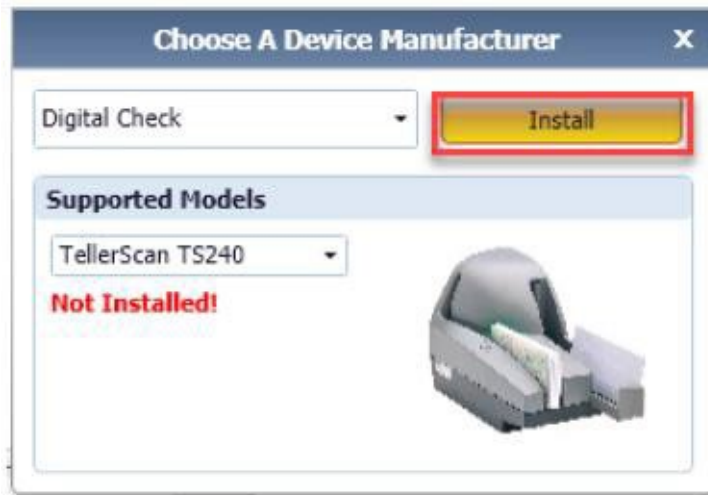 Choose A Device Manufacturer X
Digital Check Install
Supported Models
TellerScan TS240
Not Installed!